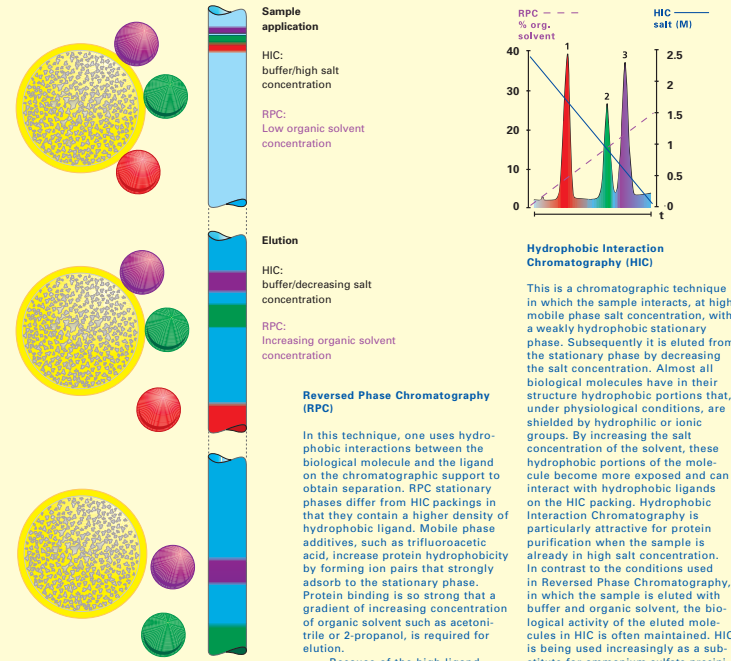 Sample
application
HIC:
buffer/high salt
concentration
RPC:
Low organic solvent
concentration
Elution
HIC:
buffer/decreasing salt
concentration
RPC:
Increasing organic solvent
concentration
Reversed Phase Chromatography
(RPC)
In this technique, one uses hydro-
phobic interactions between the
biological molecule and the ligand
on the chromatographic support to
obtain separation. RPC stationary
phases differ from HIC packings in
that they contain a higher density of
hydrophobic ligand. Mobile phase
additives, such as trifluoroacetic
acid, increase protein hydrophobicity
by forming ion pairs that strongly
adsorb to the stationary phase.
Protein binding is so strong that a
gradient of increasing concentration
of organic solvent such as acetoni-
trile or 2-propanol, is required for
elution.
Because of the high ligand
RPC
% org.
solvent
HIC
salt (M)
40
30
20
10
0
1
2
3
2.5
2
1.5
1
0.5
0
t
Hydrophobic Interaction
Chromatography (HIC)
This is a chromatographic technique
in which the sample interacts, at high
mobile phase salt concentration, with
a weakly hydrophobic stationary
phase. Subsequently it is eluted from
the stationary phase by decreasing
the salt concentration. Almost all
biological molecules have in their
structure hydrophobic portions that,
under physiological conditions, are
shielded by hydrophilic or ionic
groups. By increasing the salt
concentration of the solvent, these
hydrophobic portions of the mole-
cule become more exposed and can
interact with hydrophobic ligands
on the HIC packing. Hydrophobic
Interaction Chromatography is
particularly attractive for protein
purification when the sample is
already in high salt concentration.
In contrast to the conditions used
in Reversed Phase Chromatography,
in which the sample is eluted with
buffer and organic solvent, the bio-
logical activity of the eluted mole-
cules in HIC is often maintained. HIC
is being used increasingly as a sub-
stitute for ammonium sulfate precipi-